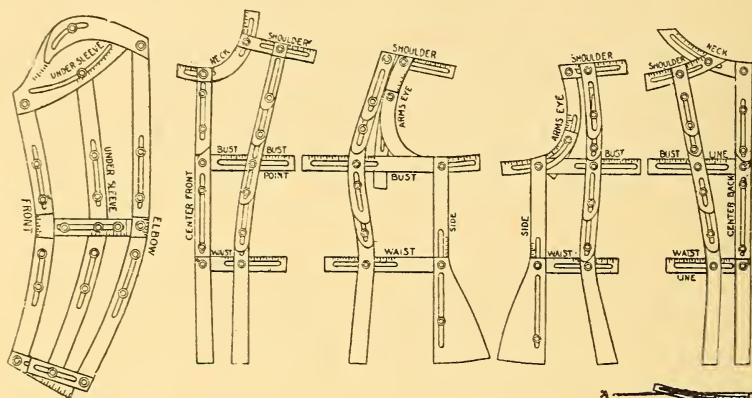 UNDER SLEEVE
UNDER SLEEVE
FRONT
ELBOW
NECK
SHOULDER
CENTER FRONT
BUST
BUST
POINT
WAIST
SHOULDER
ARMS EYE
BUST
SIDE
WAIST
SHOULDER
ARMS EYE
BUST
SIDE
WAIST
NECK
SHOULDER
BUST
LINE
CENTER BACK
WAIST
LINE